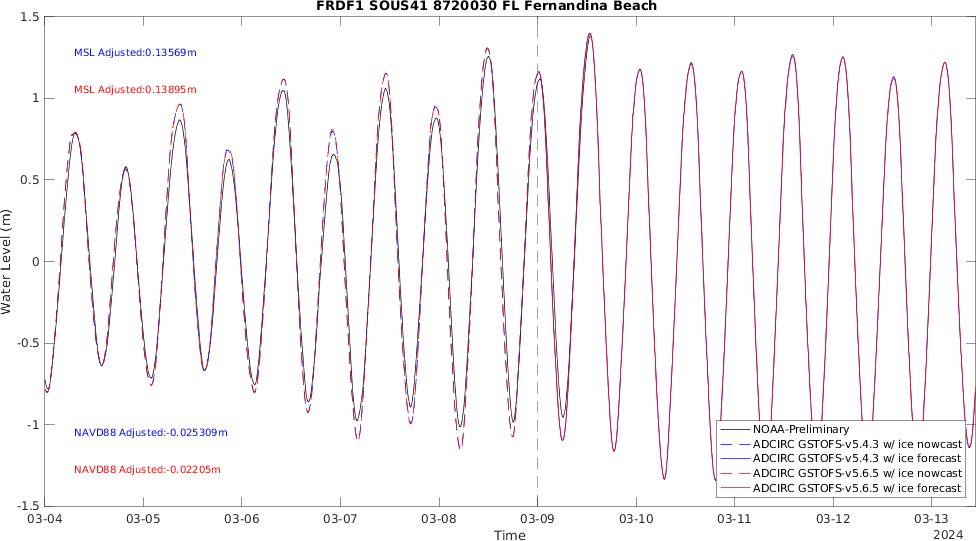 FRDF1 SOUS41 8720030 FL Fernandina Beach
1.5
MSL Adjusted:0.13569m
MSL Adjusted:0.13895m
1
0.5
0
-0.5
-1
-1.5
Water Level (m)
NAVD88 Adjusted:-0.025309m
NAVD88 Adjusted:-0.02205m
NOAA-Preliminary
ADCIRC GSTOFS-v5.4.3 w/ ice nowcast
ADCIRC GSTOFS-v5.4.3 w/ ice forecast
ADCIRC GSTOFS-v5.6.5 w/ ice nowcast
ADCIRC GSTOFS-v5.6.5 w/ ice forecast
03-04 03-05 03-06 03-07 03-08 03-09 03-10 03-11 03-12 03-13
Time
2024